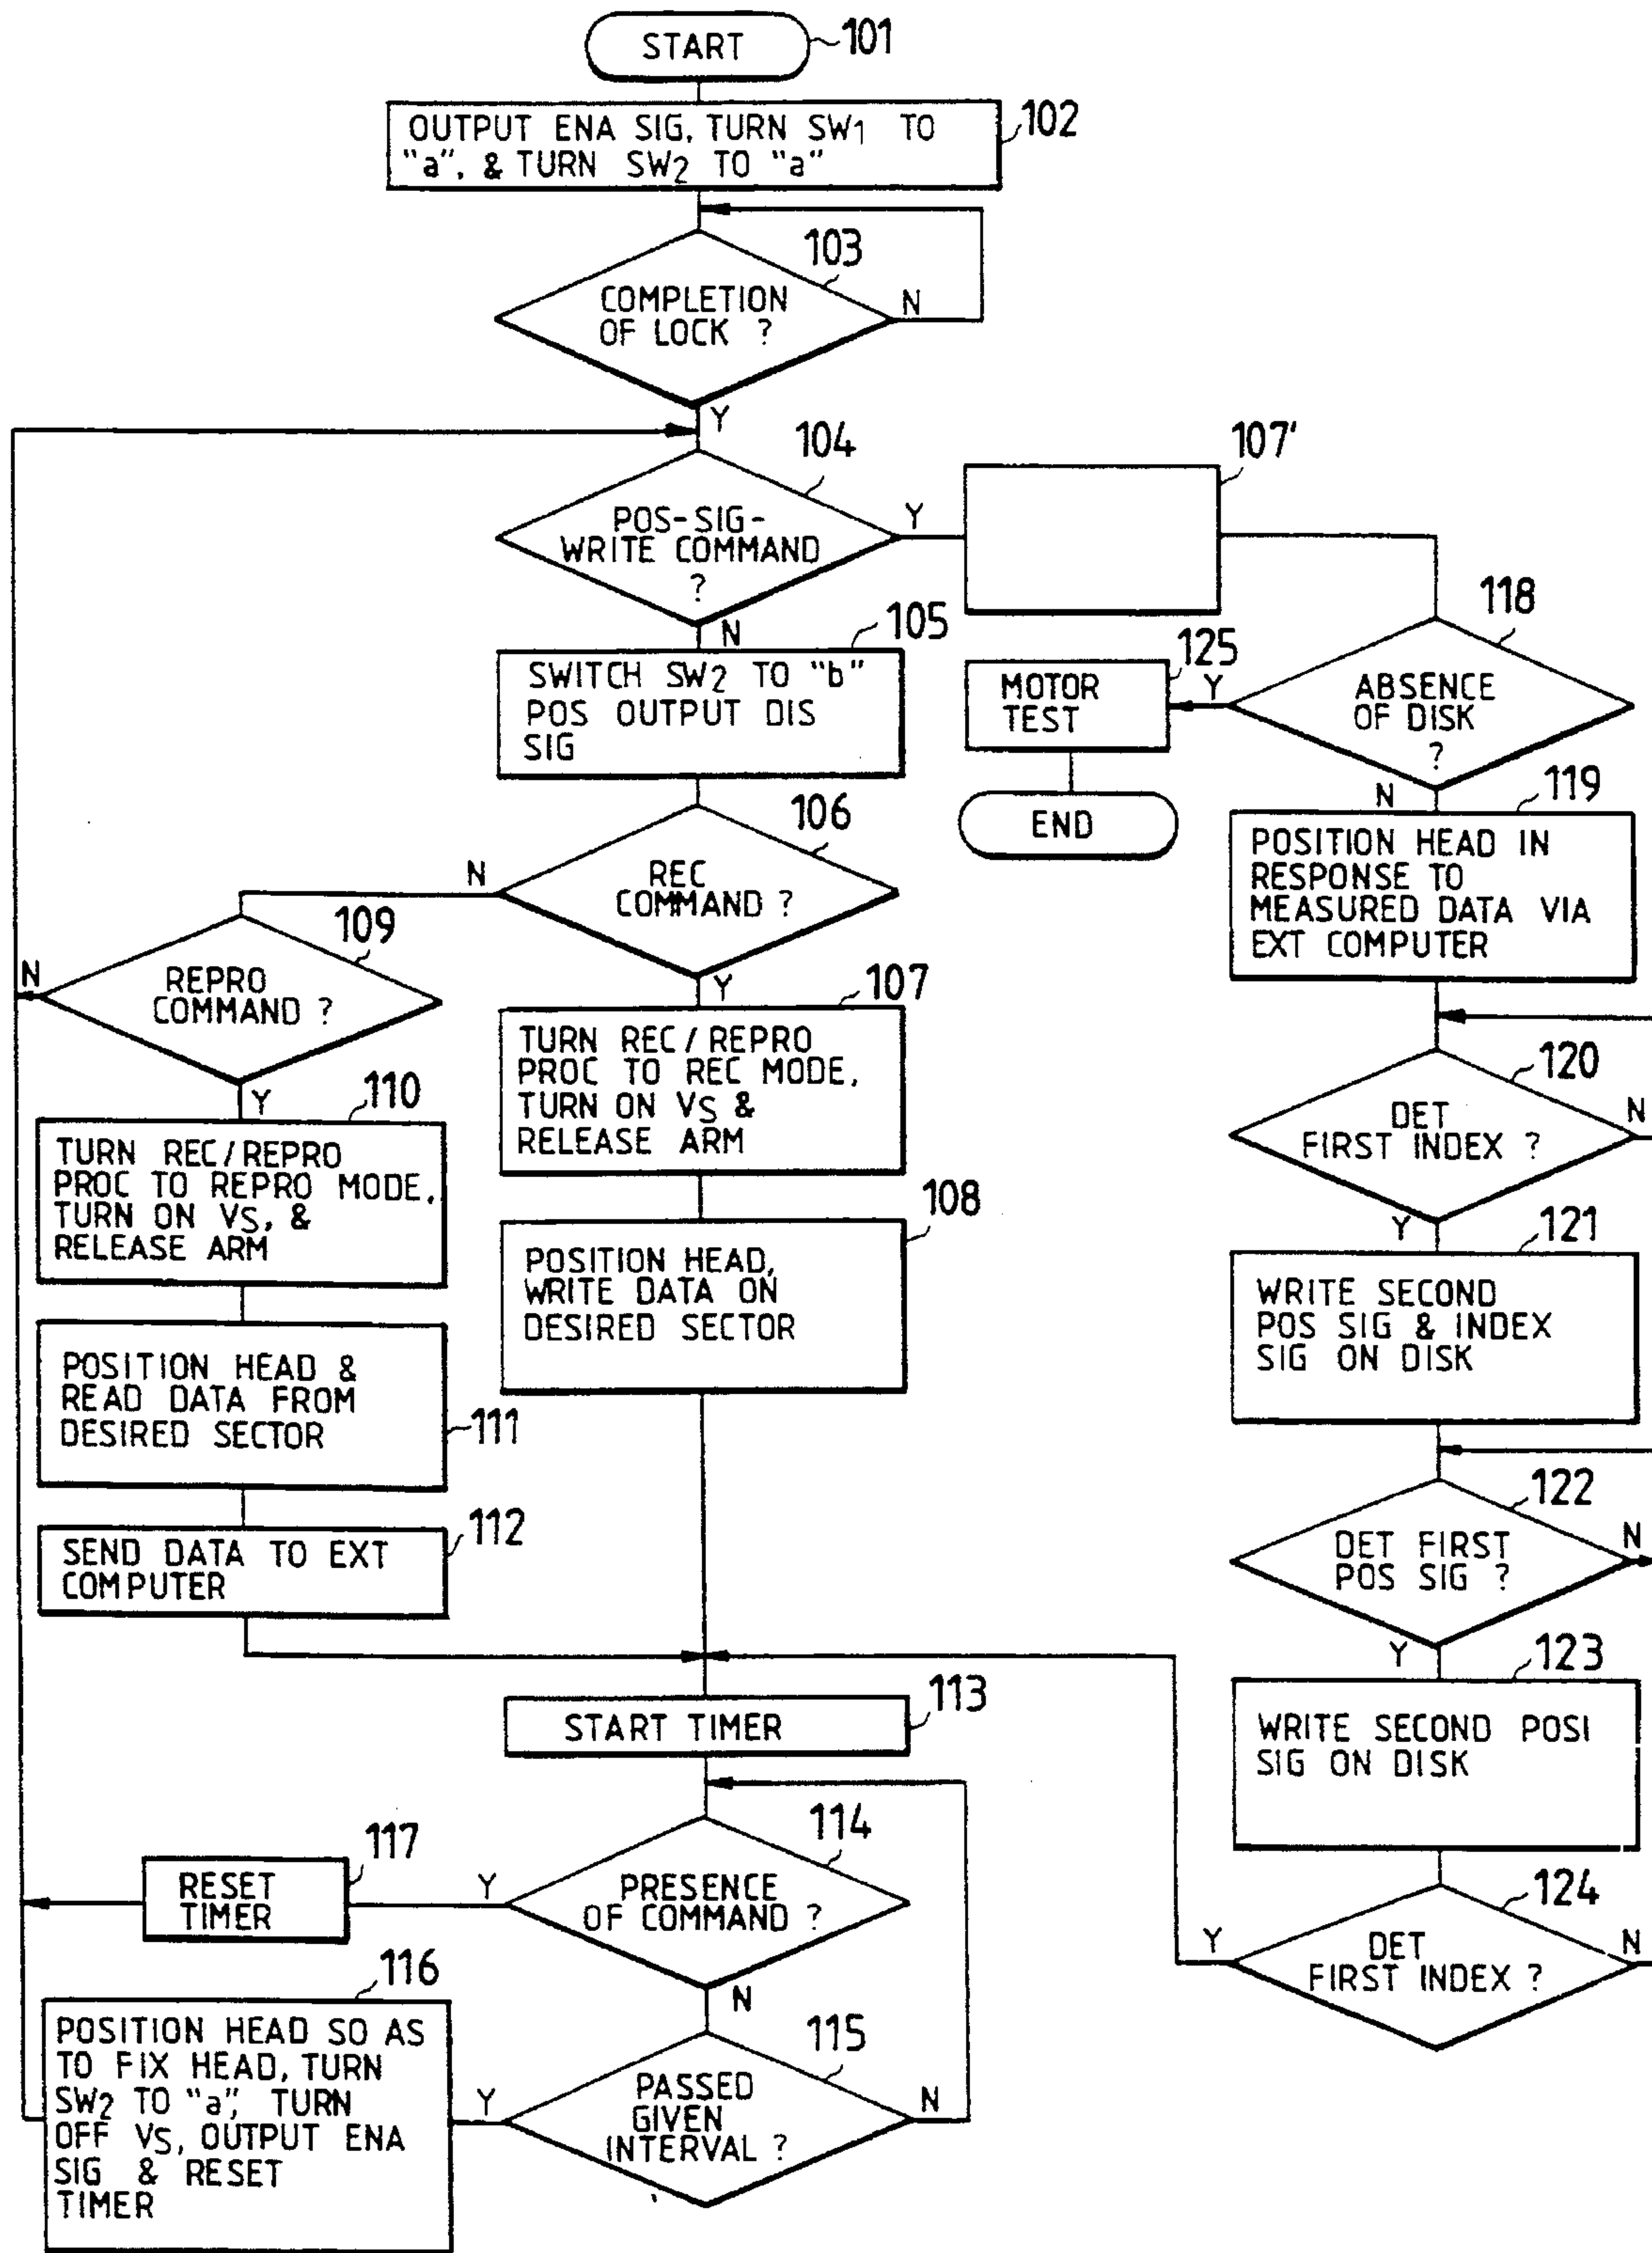 START
101
OUTPUT ENA SIG, TURN SW1 TO
"a", & TURN SW2 TO "a"
102
COMPLETION
OF LOCK ?
103
N
Y
POS-SIG-
WRITE COMMAND
?
104
Y
N
107'
SWITCH SW2 TO "b"
POS OUTPUT DIS
SIG
105
REC
COMMAND ?
106
N
Y
REPRO
COMMAND ?
109
N
Y
TURN REC/REPRO
PROC TO REC MODE,
TURN ON VS &
RELEASE ARM
107
POSITION HEAD,
WRITE DATA ON
DESIRED SECTOR
108
TURN REC/REPRO
PROC TO REPRO MODE,
TURN ON VS, &
RELEASE ARM
110
POSITION HEAD &
READ DATA FROM
DESIRED SECTOR
111
SEND DATA TO EXT
COMPUTER
112
START TIMER
113
PRESENCE
OF COMMAND ?
114
Y
N
RESET
TIMER
117
PASSED
GIVEN
INTERVAL ?
115
Y
N
POSITION HEAD SO AS
TO FIX HEAD, TURN
SW2 TO "a", TURN
OFF VS, OUTPUT ENA
SIG & RESET
TIMER
116
ABSENCE
OF DISK
?
118
Y
N
MOTOR
TEST
125
END
POSITION HEAD IN
RESPONSE TO
MEASURED DATA VIA
EXT COMPUTER
119
DET
FIRST INDEX ?
120
N
Y
WRITE SECOND
POS SIG & INDEX
SIG ON DISK
121
DET FIRST
POS SIG ?
122
N
Y
WRITE SECOND POSI
SIG ON DISK
123
DET
FIRST INDEX ?
124
Y
N